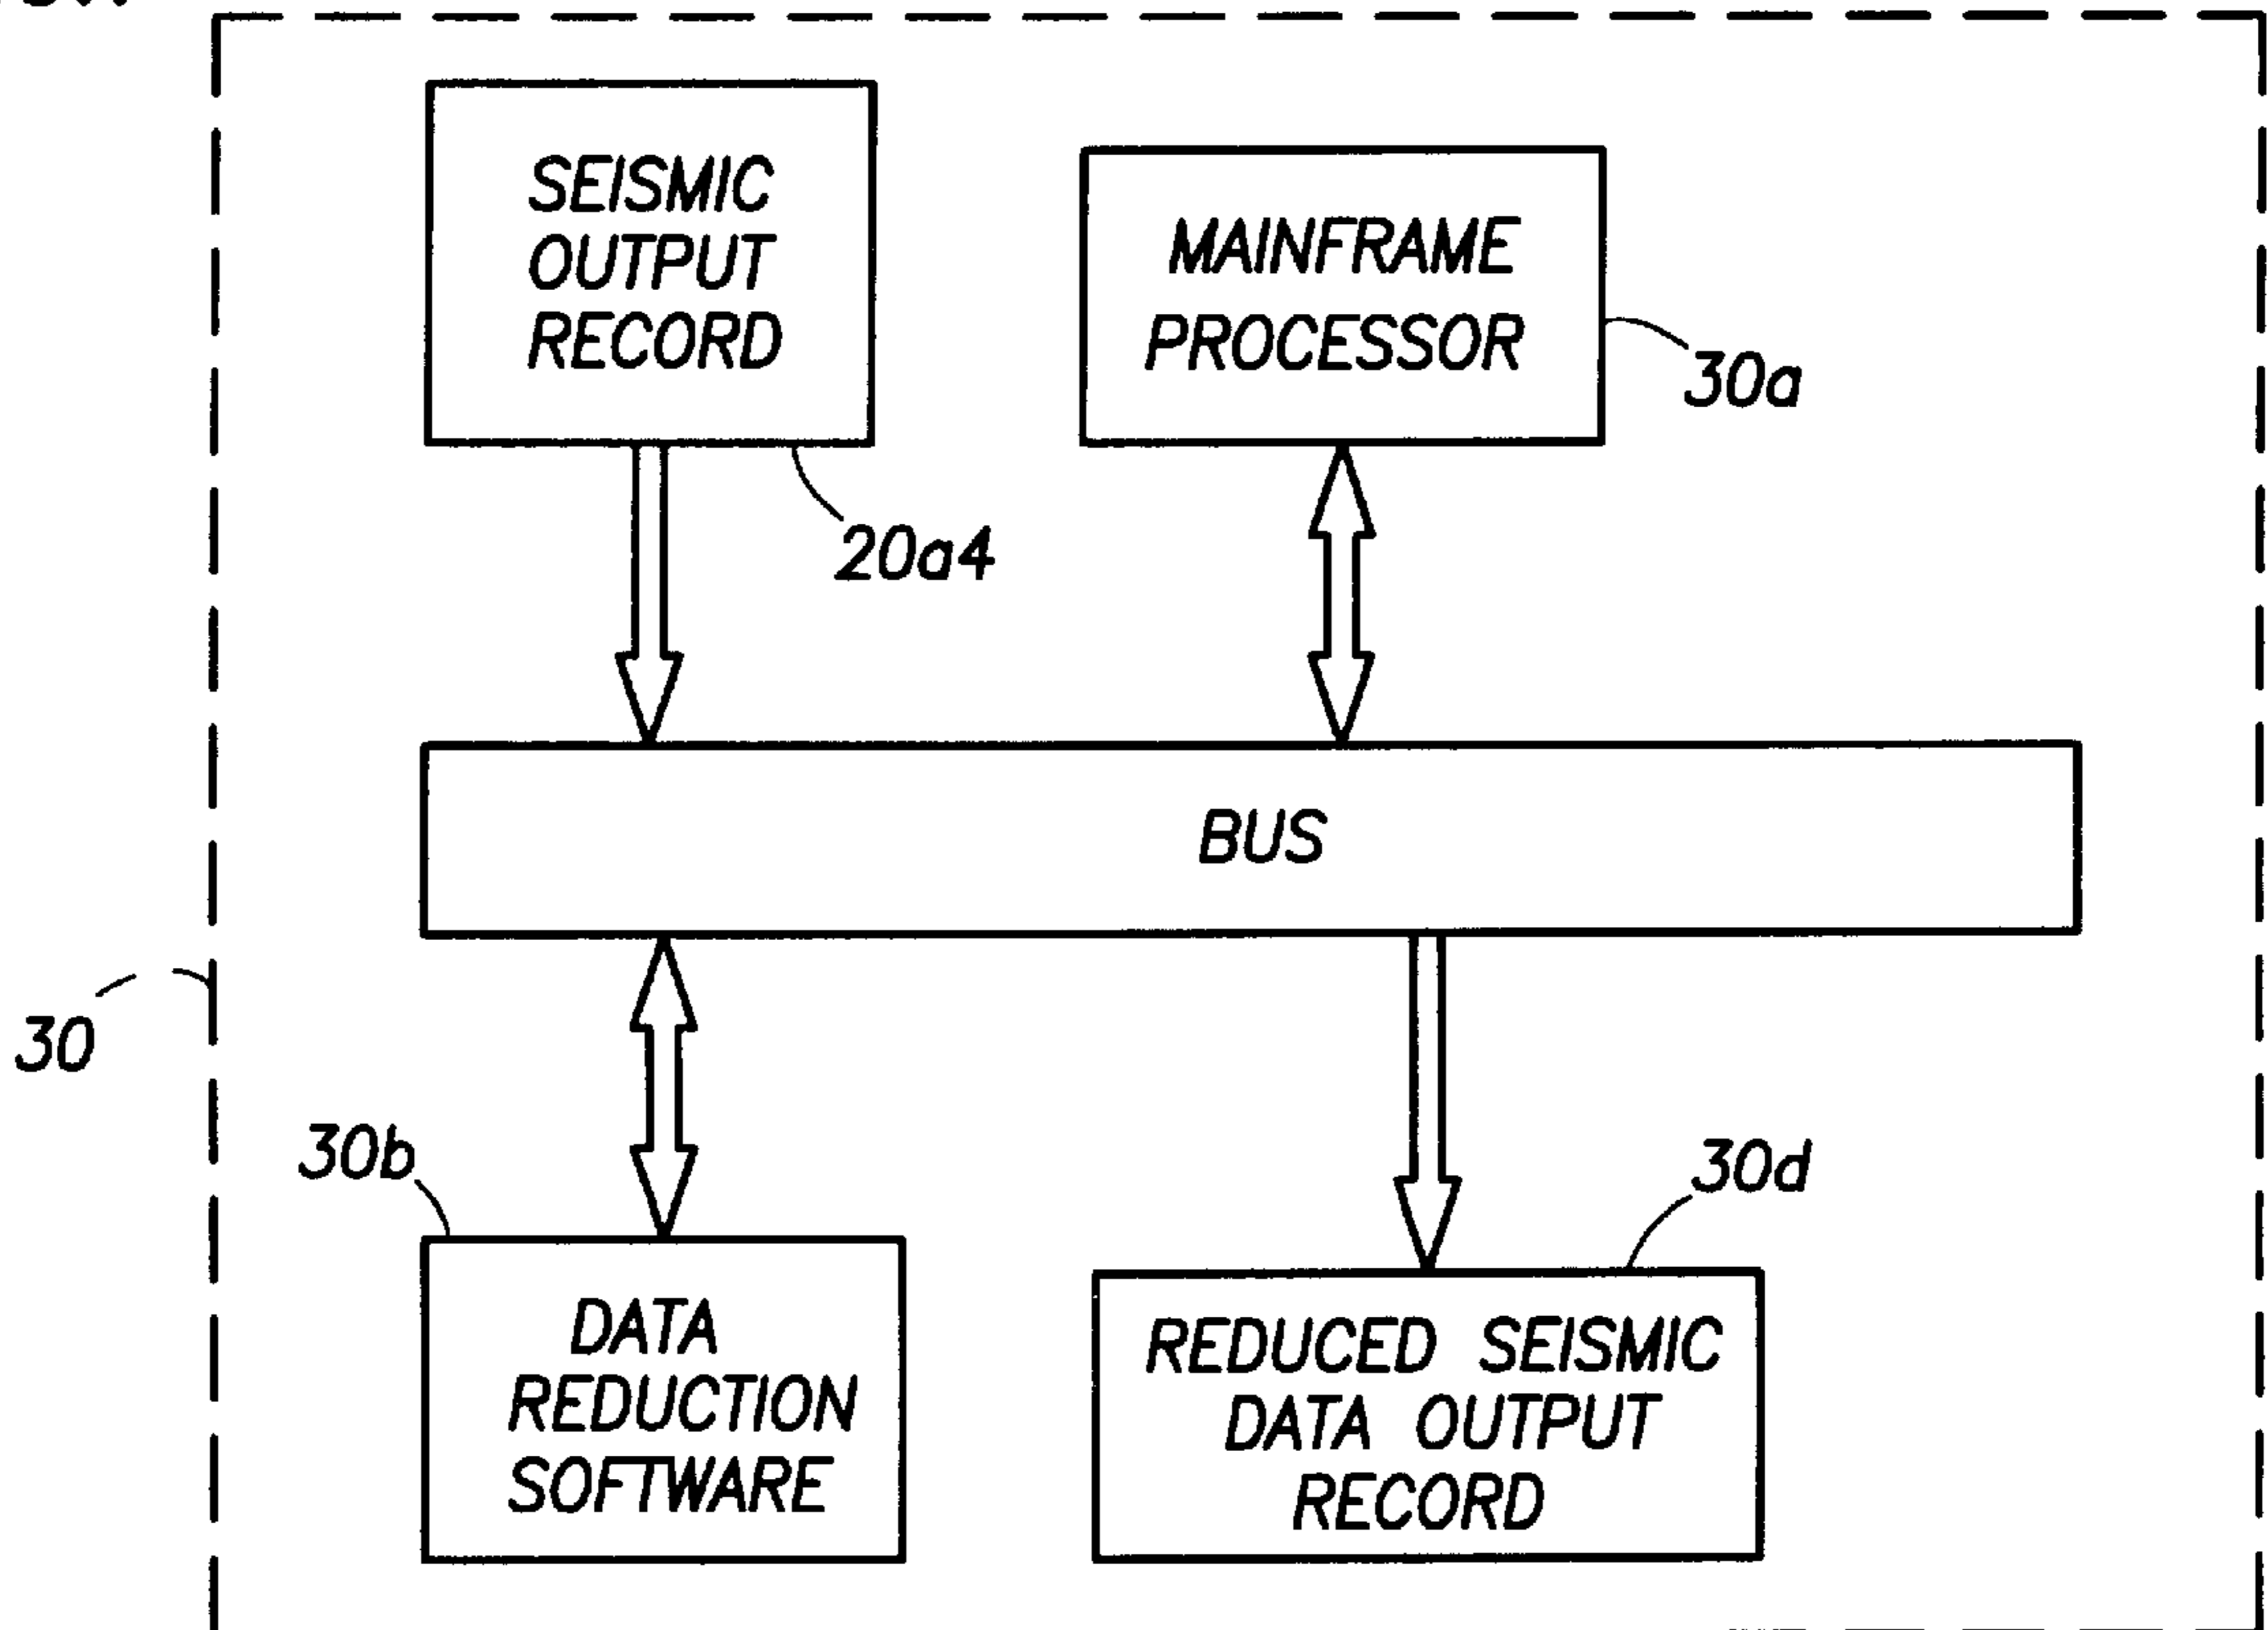 SEISMIC
OUTPUT
RECORD
MAINFRAME
PROCESSOR
30a
20a4
BUS
30
30b
30d
DATA
REDUCTION
SOFTWARE
REDUCED SEISMIC
DATA OUTPUT
RECORD